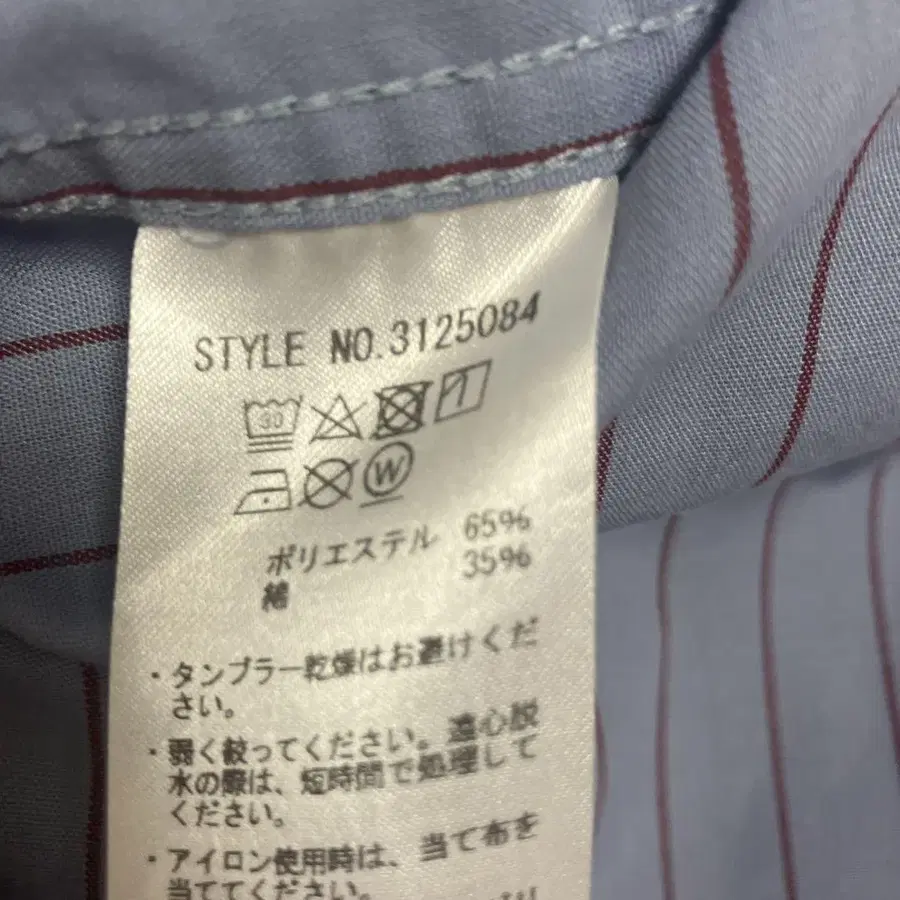 STYLE NO.3125084
30
W
ポリエステル 65%
綿 35%
・タンブラー乾燥はお避けくだ
さい。
・弱く絞ってください。遠心脱
水の際は、短時間で処理して
ください。
・アイロン使用時は、当て布を
当ててください。